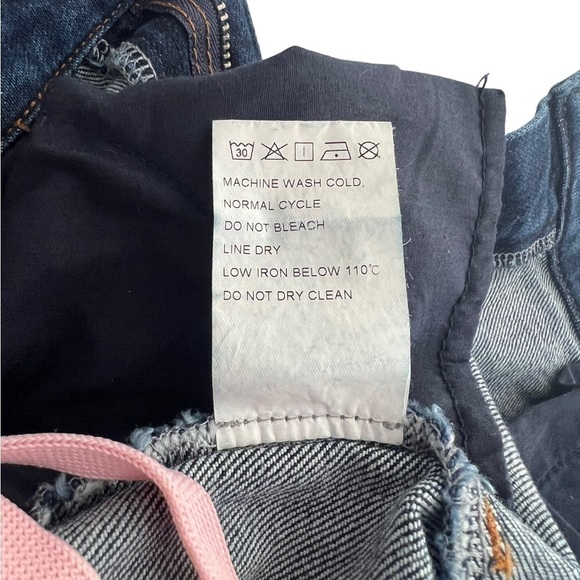 30
MACHINE WASH COLD,
NORMAL CYCLE
DO NOT BLEACH
LINE DRY
LOW IRON BELOW 110℃
DO NOT DRY CLEAN